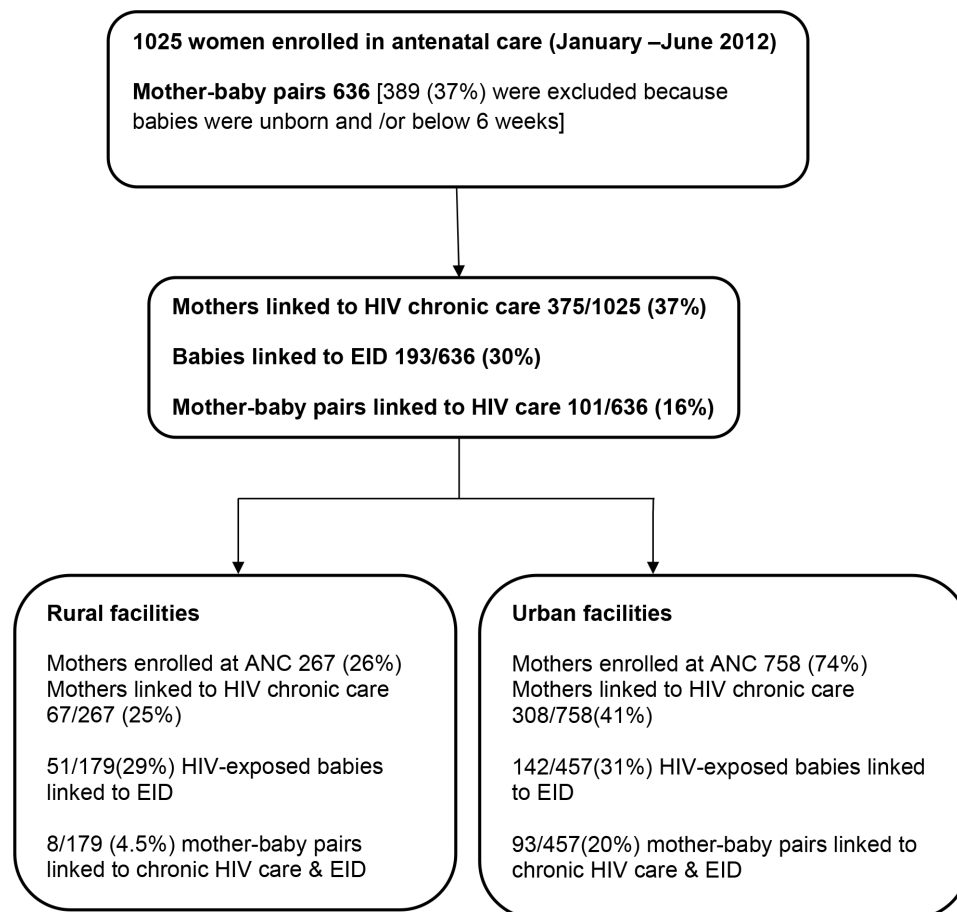 1025 women enrolled in antenatal care (January –June 2012)
Mother-baby pairs 636 [389 (37%) were excluded because
babies were unborn and /or below 6 weeks]
Mothers linked to HIV chronic care 375/1025 (37%)
Babies linked to EID 193/636 (30%)
Mother-baby pairs linked to HIV care 101/636 (16%)
Rural facilities
Mothers enrolled at ANC 267 (26%)
Mothers linked to HIV chronic care
67/267 (25%)
51/179(29%) HIV-exposed babies
linked to EID
8/179 (4.5%) mother-baby pairs
linked to chronic HIV care & EID
Urban facilities
Mothers enrolled at ANC 758 (74%)
Mothers linked to HIV chronic care
308/758(41%)
142/457(31%) HIV-exposed babies linked
to EID
93/457(20%) mother-baby pairs linked to
chronic HIV care & EID